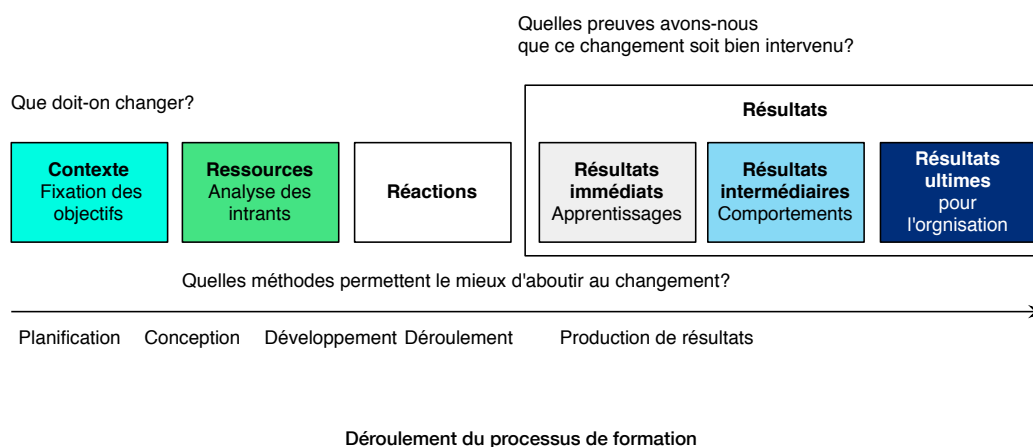 Quelles preuves avons-nous
que ce changement soit bien intervenu?
Que doit-on changer?
Résultats
Contexte
Fixation des
objectifs
Ressources
Analyse des
intrants
Réactions
Résultats
immédiats
Apprentissages
Résultats
intermédiaires
Comportements
Résultats
ultimes
pour
l'orgnisation
Quelles méthodes permettent le mieux d'aboutir au changement?
Planification
Conception
Développement
Déroulement
Production de résultats
Déroulement du processus de formation